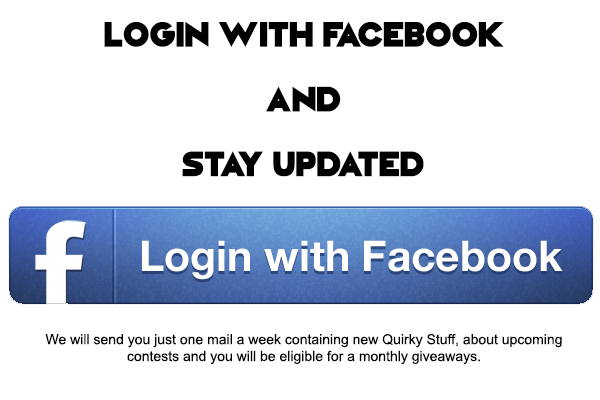 LOGIN WITH FACEBOOK
AND
STAY UPDATED
f Login with Facebook
We will send you just one mail a week containing new Quirky Stuff, about upcoming
contests and you will be eligible for a monthly giveaways.